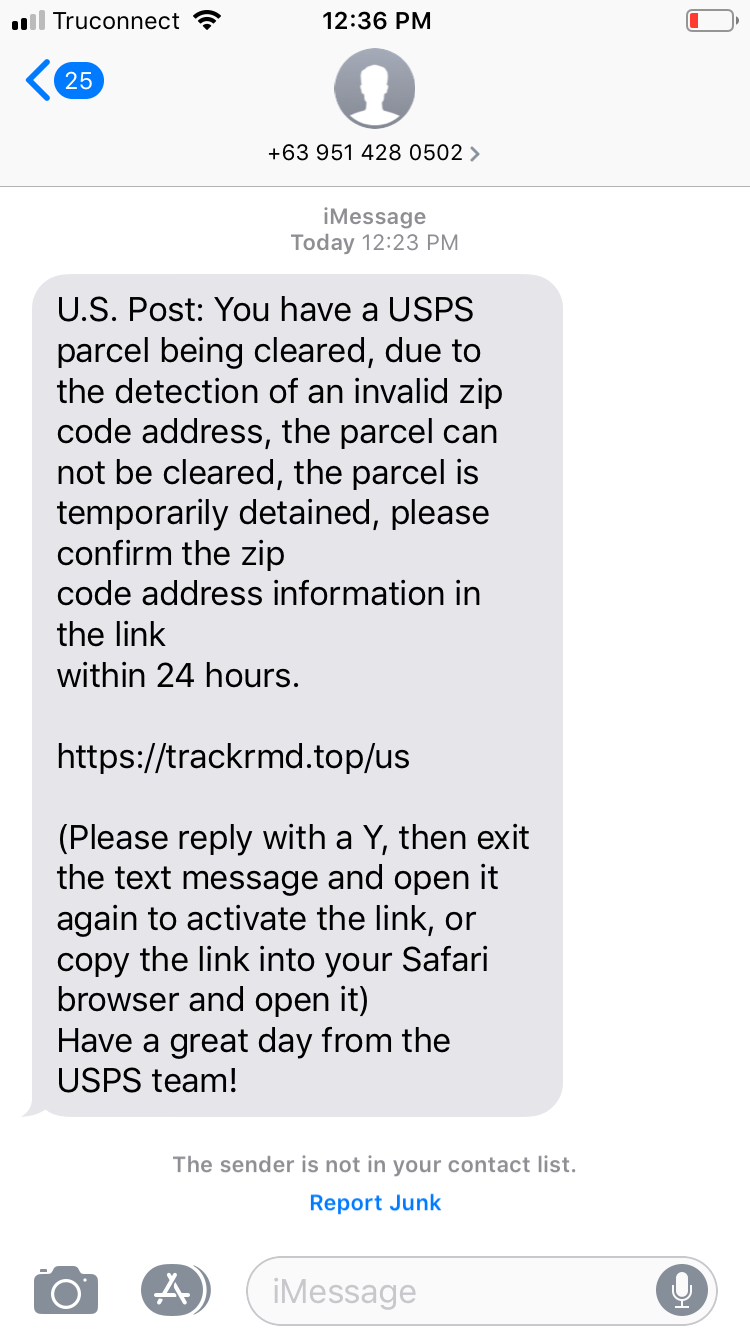 Truconnect 12:36 PM
25
+63 951 428 0502
iMessage
Today 12:23 PM
U.S. Post: You have a USPS
parcel being cleared, due to
the detection of an invalid zip
code address, the parcel can
not be cleared, the parcel is
temporarily detained, please
confirm the zip
code address information in
the link
within 24 hours.
https://trackrmd.top/us
(Please reply with a Y, then exit
the text message and open it
again to activate the link, or
copy the link into your Safari
browser and open it)
Have a great day from the
USPS team!
The sender is not in your contact list.
Report Junk
iMessage